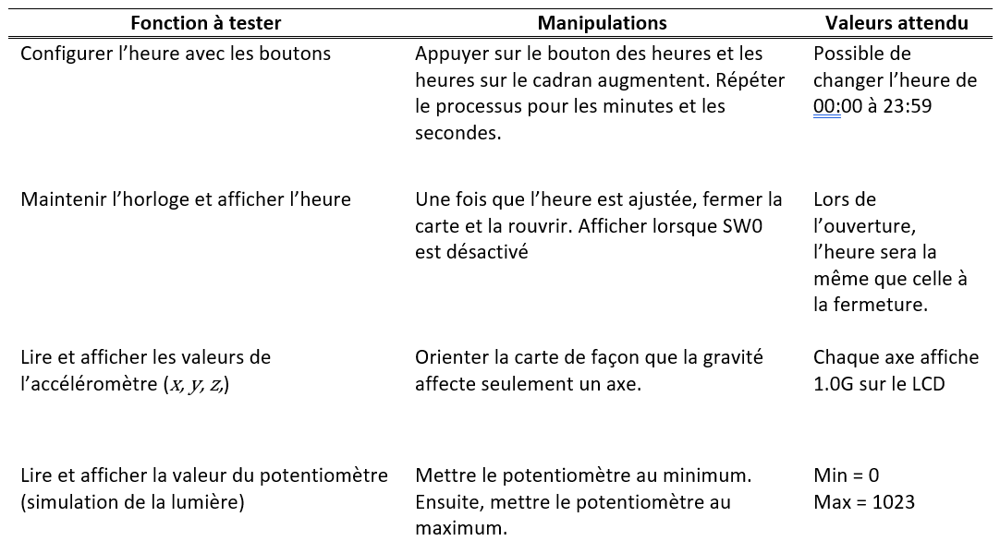 Fonction à tester Manipulations Valeurs attendu
Configurer l'heure avec les boutons Appuyer sur le bouton des heures et les Possible de
heures sur le cadran augmentent. Répéter changer l'heure de
le processus pour les minutes et les 00:00 à 23:59
secondes.
Maintenir l'horloge et afficher l'heure Une fois que l'heure est ajustée, fermer la Lors de
carte et la rouvrir. Afficher lorsque SW0 l'ouverture,
est désactivé l'heure sera la
même que celle à
la fermeture.
Lire et afficher les valeurs de Orienter la carte de façon que la gravité Chaque axe affiche
l'accéléromètre (x, y, z,) affecte seulement un axe. 1.0G sur le LCD
Lire et afficher la valeur du potentiomètre Mettre le potentiomètre au minimum. Min = 0
(simulation de la lumière) Ensuite, mettre le potentiomètre au Max = 1023
maximum.